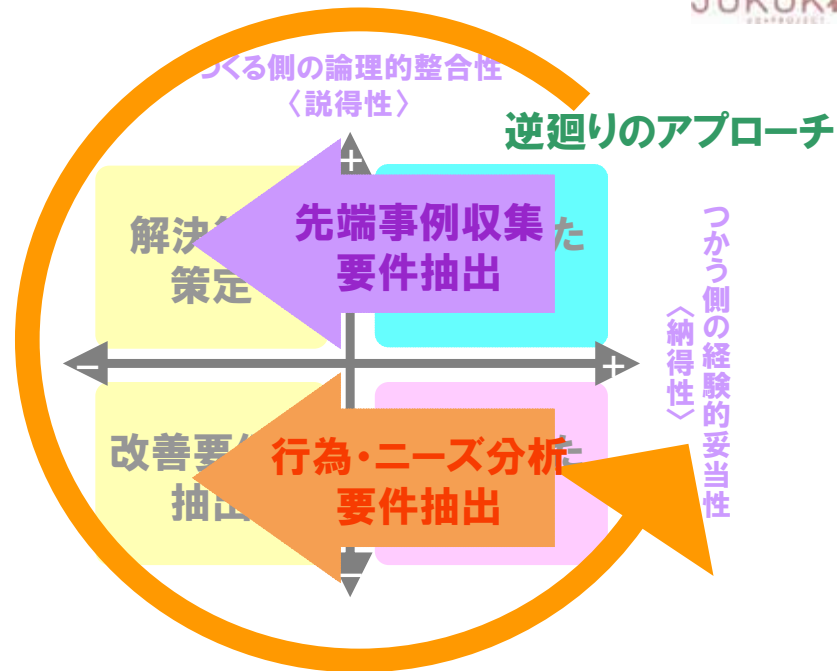 つくる側の論理的整合性
〈説得性〉
逆廻りのアプローチ
＋
解決
策定
先端事例収集
要件抽出
た
つかう側の経験的妥当性
〈納得性〉
－
＋
改善要
抽出
行為・ニーズ分析
要件抽出
－